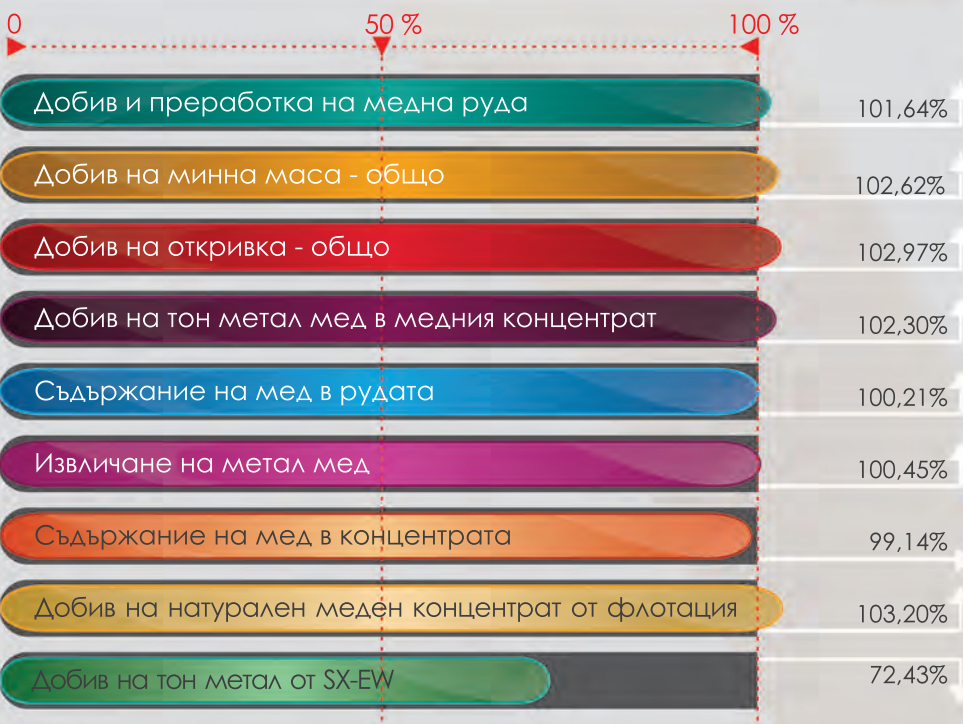 0 50 % 100 %
Добив и преработка на медна руда 101,64%
Добив на минна маса - общо 102,62%
Добив на откривка - общо 102,97%
Добив на тон метал мед в медния концентрат 102,30%
Съдържание на мед в рудата 100,21%
Извличане на метал мед 100,45%
Съдържание на мед в концентрата 99,14%
Добив на натурален меден концентрат от флотация 103,20%
Добив на тон метал от SX-EW 72,43%